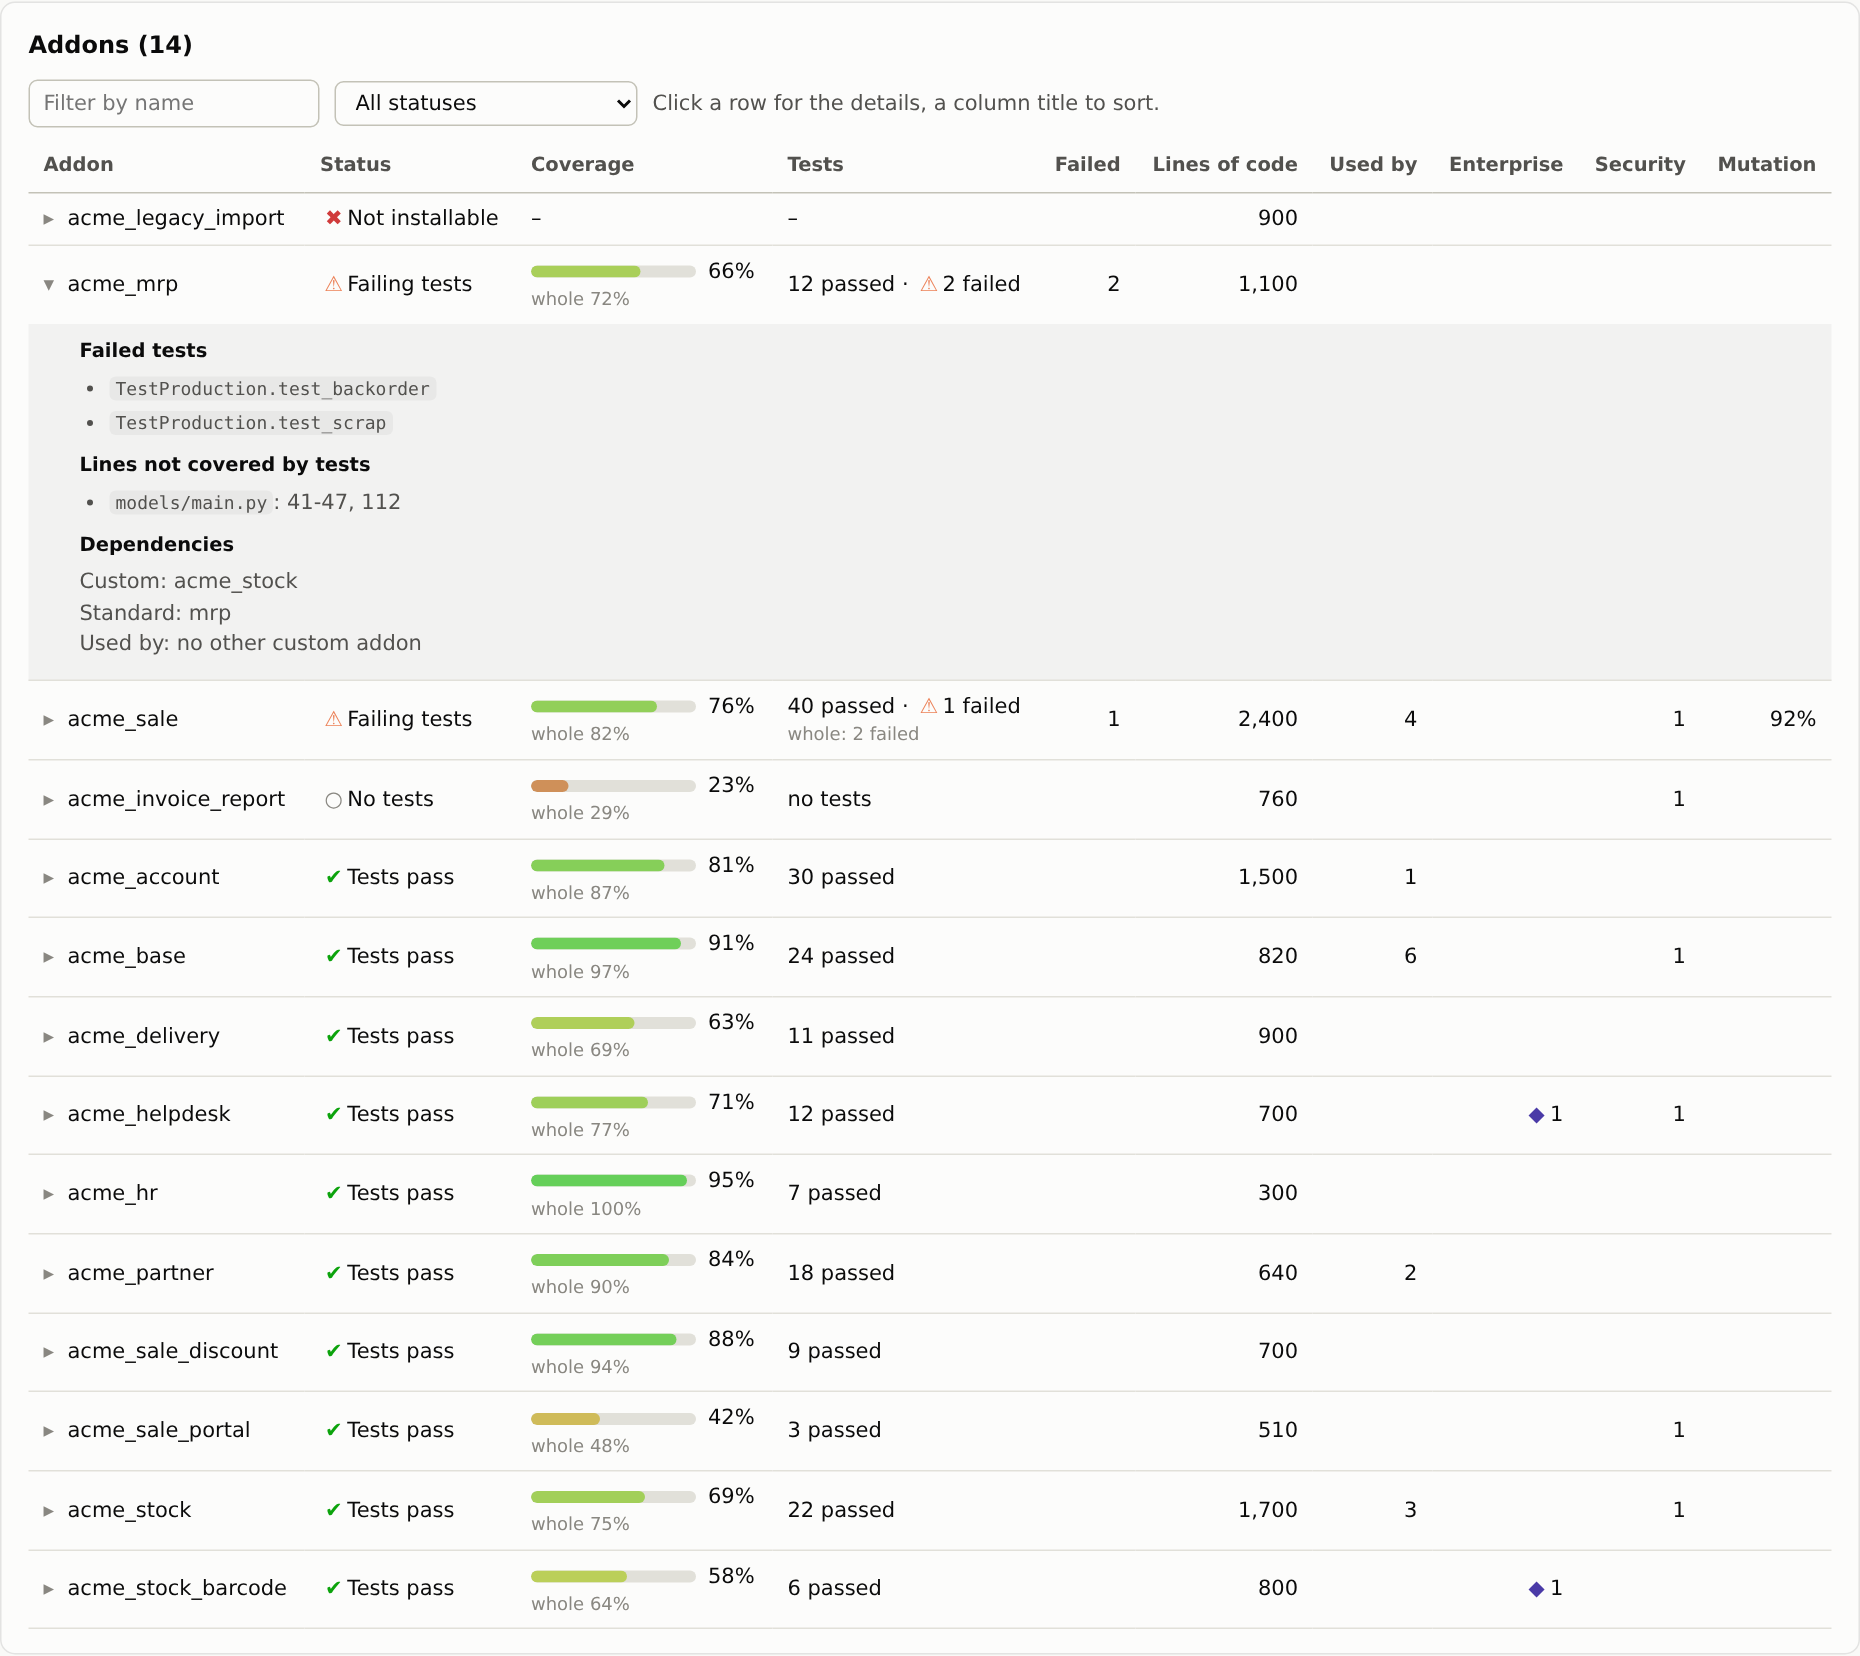 Addons (14)
Filter by name All statuses Click a row for the details, a column title to sort.
Addon Status Coverage Tests Failed Lines of code Used by Enterprise Security Mutation
▸ acme_legacy_import ✖ Not installable – – 900
▾ acme_mrp ⚠ Failing tests 66% 12 passed · ⚠ 2 failed 2 1,100
whole 72%
Failed tests
• TestProduction.test_backorder
• TestProduction.test_scrap
Lines not covered by tests
• models/main.py: 41-47, 112
Dependencies
Custom: acme_stock
Standard: mrp
Used by: no other custom addon
▸ acme_sale ⚠ Failing tests 76% 40 passed · ⚠ 1 failed 1 2,400 4 1 92%
whole 82% whole: 2 failed
▸ acme_invoice_report ○ No tests 23% no tests 760 1
whole 29%
▸ acme_account ✔ Tests pass 81% 30 passed 1,500 1
whole 87%
▸ acme_base ✔ Tests pass 91% 24 passed 820 6 1
whole 97%
▸ acme_delivery ✔ Tests pass 63% 11 passed 900
whole 69%
▸ acme_helpdesk ✔ Tests pass 71% 12 passed 700 ◆ 1 1
whole 77%
▸ acme_hr ✔ Tests pass 95% 7 passed 300
whole 100%
▸ acme_partner ✔ Tests pass 84% 18 passed 640 2
whole 90%
▸ acme_sale_discount ✔ Tests pass 88% 9 passed 700
whole 94%
▸ acme_sale_portal ✔ Tests pass 42% 3 passed 510 1
whole 48%
▸ acme_stock ✔ Tests pass 69% 22 passed 1,700 3 1
whole 75%
▸ acme_stock_barcode ✔ Tests pass 58% 6 passed 800 ◆ 1
whole 64%